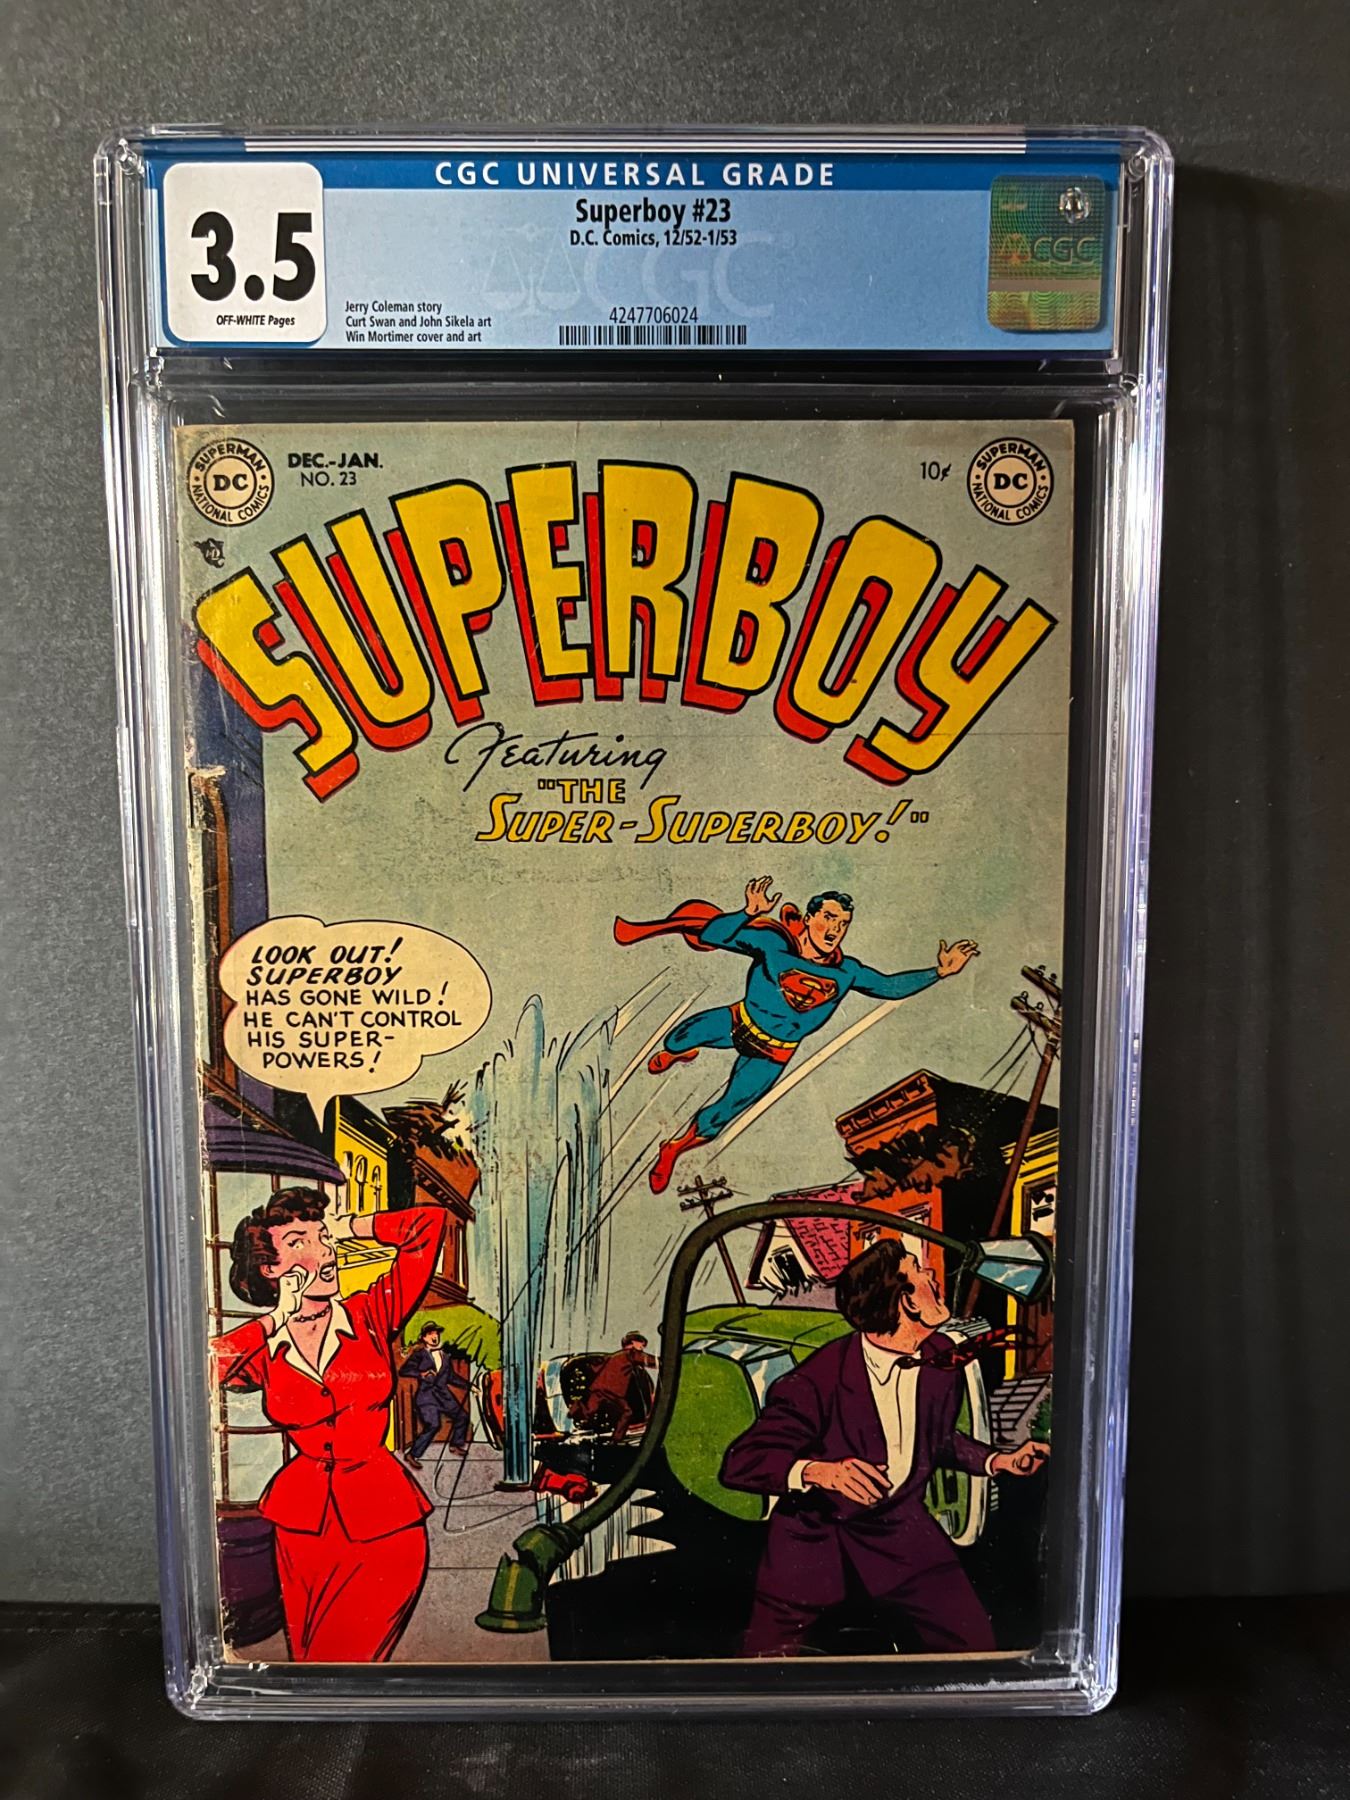 CGC UNIVERSAL GRADE
3.5
OFF-WHITE Pages
Superboy #23
D.C. Comics, 12/52-1/53
Jerry Coleman story
Curt Swan and John Sikela art
Win Mortimer cover and art
4247706024
CGC
CGC
SUPERMAN
DC
NATIONAL COMICS
DEC.-JAN.
NO. 23
10¢
SUPERMAN
DC
NATIONAL COMICS
SUPERBOY
Featuring
"THE
SUPER-SUPERBOY!"
LOOK OUT!
SUPERBOY
HAS GONE WILD!
HE CAN'T CONTROL
HIS SUPER-
POWERS!
S